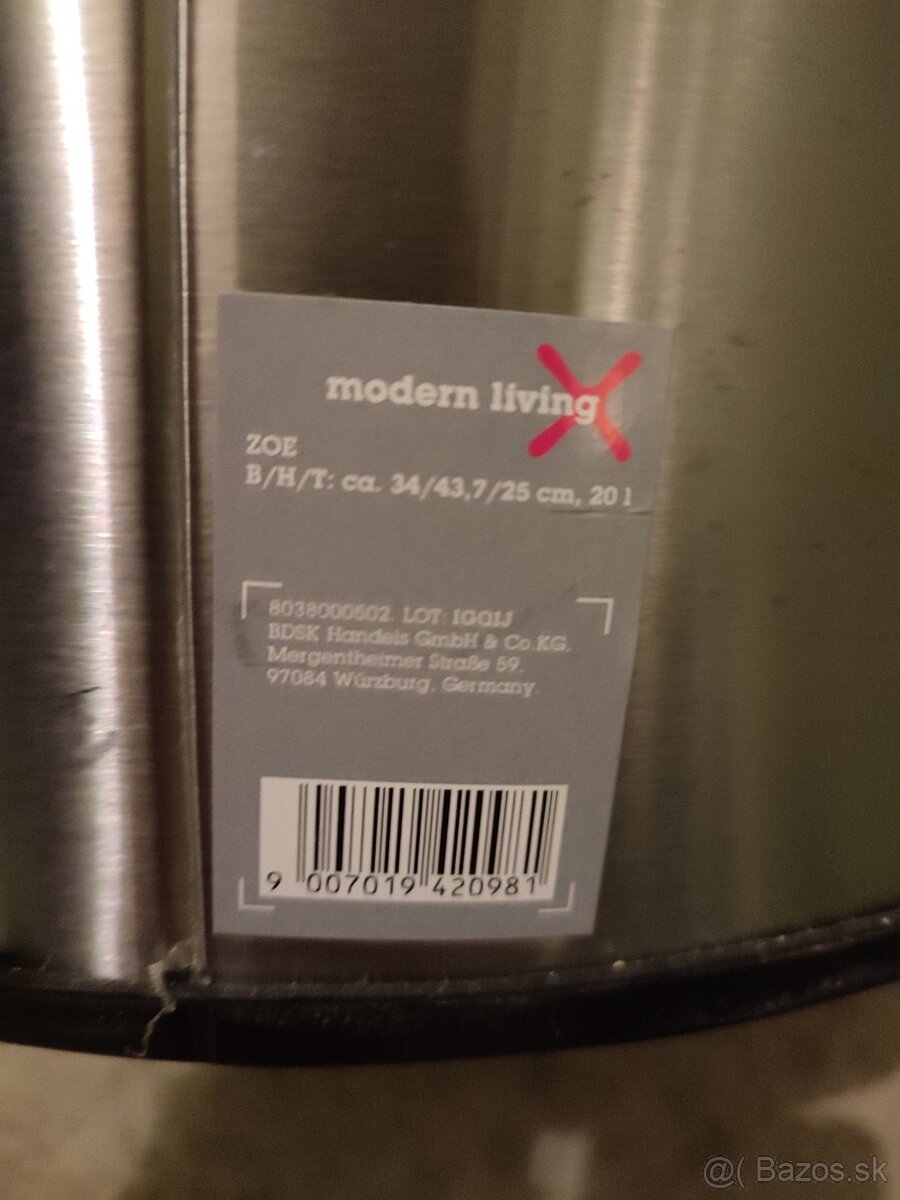 modern living
ZOE
B/H/T: ca. 34/43,7/25 cm, 20 l
8038000502. LOT: IGQIJ
BDSK Handels GmbH & Co.KG.
Mergentheimer Straße 59.
97084 Würzburg, Germany.
9 007019 420981
@( Bazos.sk